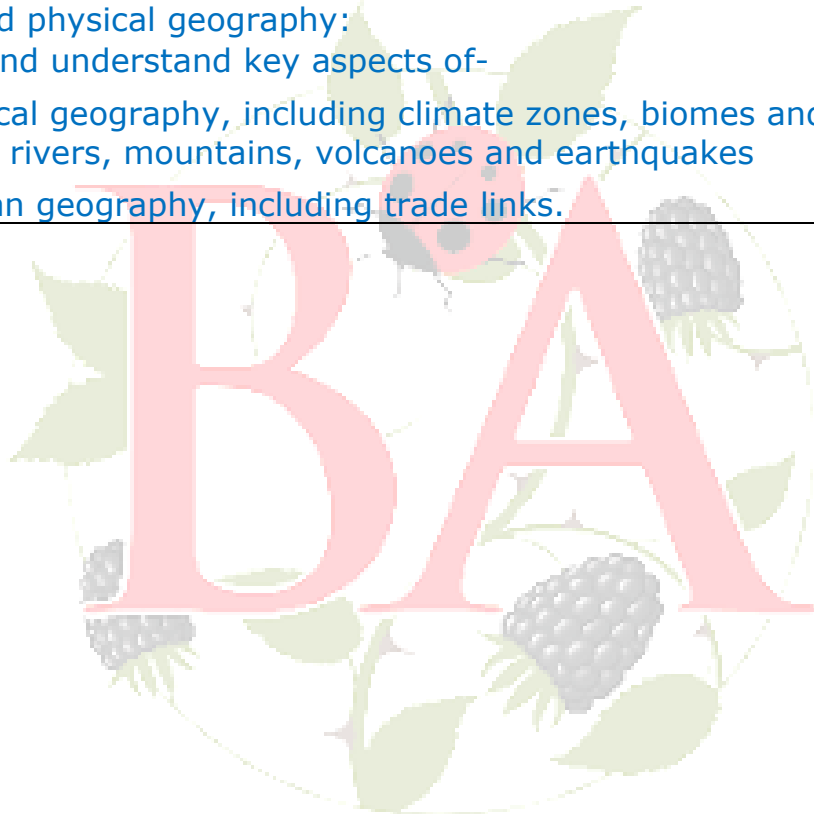 d physical geography:
nd understand key aspects of-
cal geography, including climate zones, biomes and
rivers, mountains, volcanoes and earthquakes
an geography, including trade links.
BA